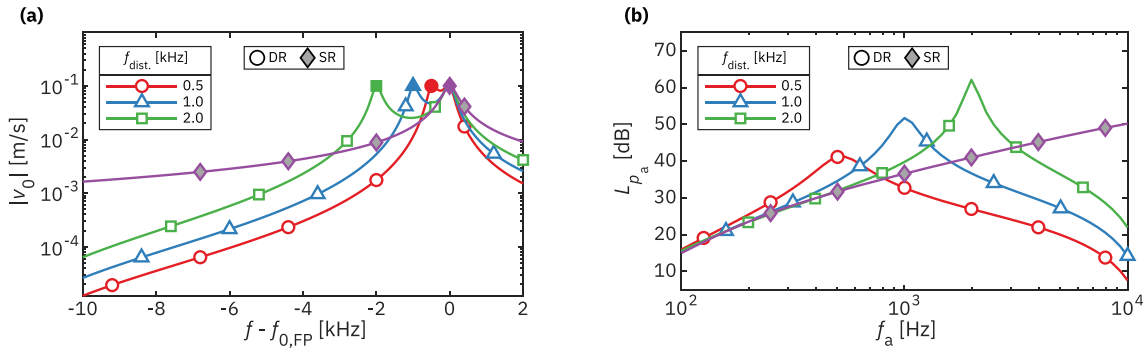 (a)
f_dist. [kHz]
0.5
1.0
2.0
DR SR
10^-1
10^-2
10^-3
10^-4
|v_0| [m/s]
-10 -8 -6 -4 -2 0 2
f - f_0,FP [kHz]
(b)
f_dist. [kHz]
0.5
1.0
2.0
DR SR
70
60
50
40
30
20
10
L_p_a [dB]
10^2 10^3 10^4
f_a [Hz]